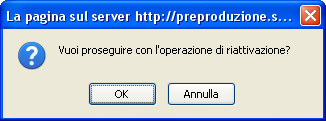 La pagina sul server http://preproduzione.s...
Vuoi proseguire con l'operazione di riattivazione?
OK
Annulla